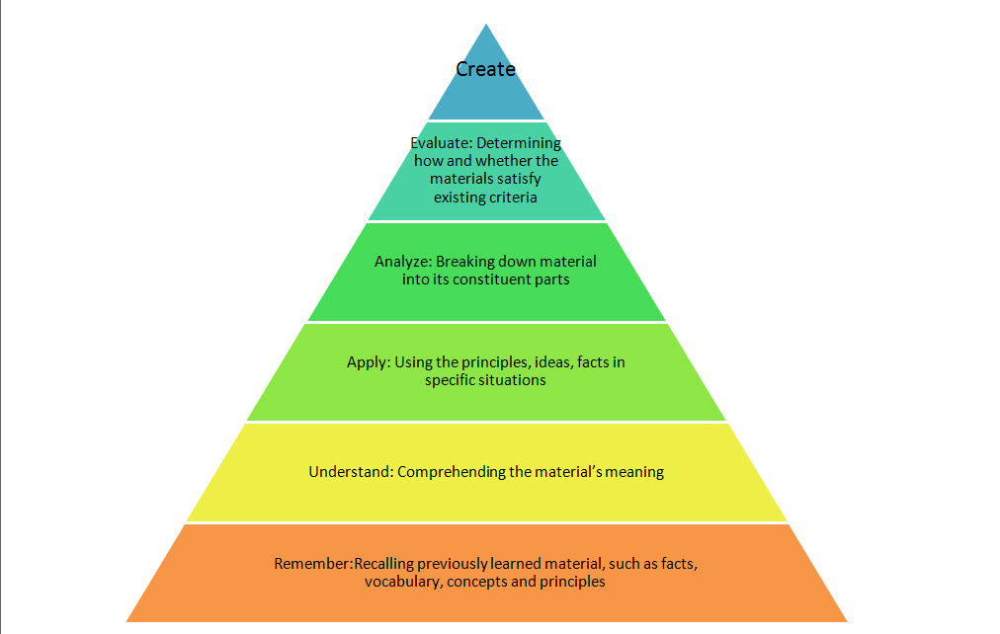 Create
Evaluate: Determining
how and whether the
materials satisfy
existing criteria
Analyze: Breaking down material
into its constituent parts
Apply: Using the principles, ideas, facts in
specific situations
Understand: Comprehending the material’s meaning
Remember:Recalling previously learned material, such as facts,
vocabulary, concepts and principles